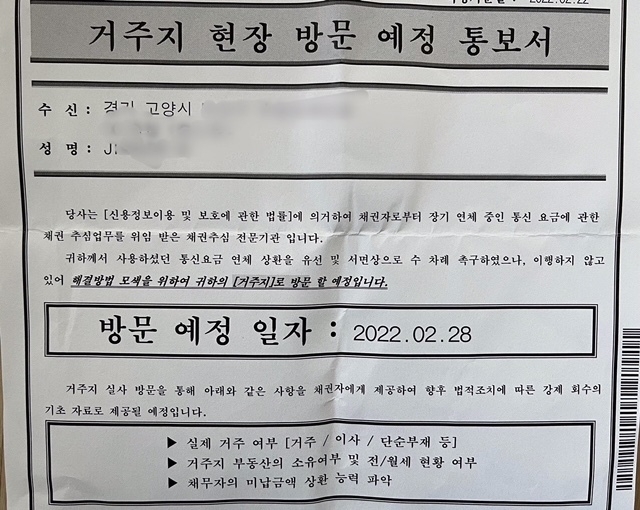 2022.02.22
거주지 현장 방문 예정 통보서
수 신 : 경기 고양시
성 명 :
당사는 [신용정보이용 및 보호에 관한 법률]에 의거하여 채권자로부터 장기 연체 중인 통신 요금에 관한
채권 추심업무를 위임 받은 채권추심 전문기관 입니다.
귀하께서 사용하셨던 통신요금 연체 상환을 유선 및 서면상으로 수 차례 촉구하였으나, 이행하지 않고
있어 해결방법 모색을 위하여 귀하의 [거주지]로 방문 할 예정입니다.
방문 예정 일자 : 2022.02.28
거주지 실사 방문을 통해 아래와 같은 사항을 채권자에게 제공하여 향후 법적조치에 따른 강제 회수의
기초 자료로 제공될 예정입니다.
▶ 실제 거주 여부 [거주 / 이사 / 단순부재 등]
▶ 거주지 부동산의 소유여부 및 전/월세 현황 여부
▶ 채무자의 미납금액 상환 능력 파악